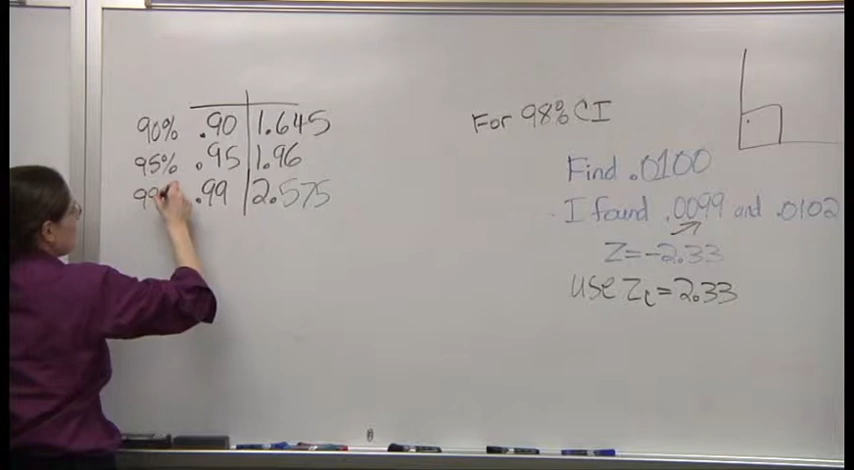 90% .90 1.645
95% .95 1.96
.99 2.575
For 98% CI
Find .0100
I found .0099 and .0102
Z=-2.33
use Zc=2.33